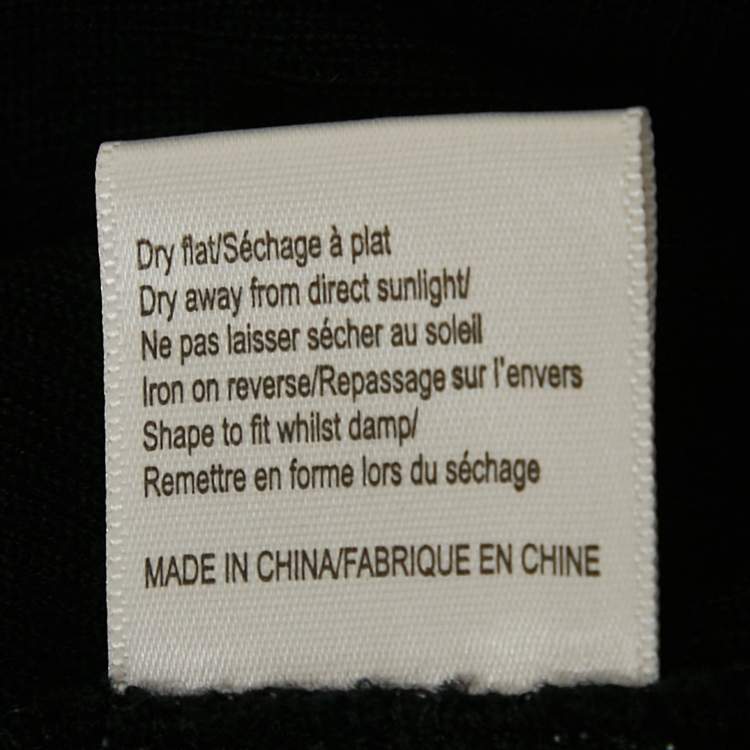 Dry flat/Séchage à plat
Dry away from direct sunlight/
Ne pas laisser sécher au soleil
Iron on reverse/Repassage sur l'envers
Shape to fit whilst damp/
Remettre en forme lors du séchage
MADE IN CHINA/FABRIQUE EN CHINE